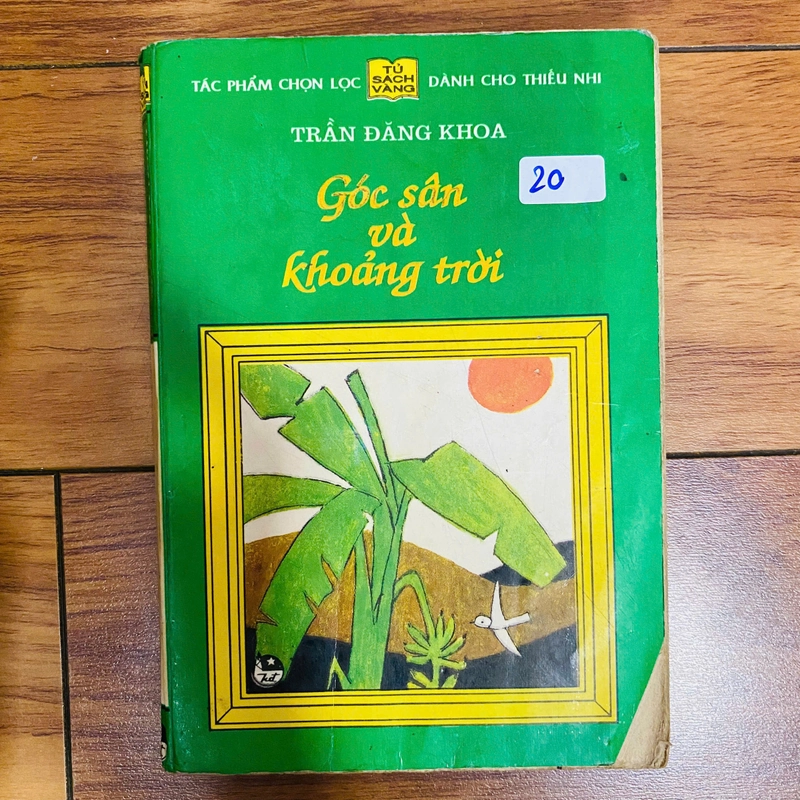 TÁC PHẨM CHỌN LỌC
TỦ
SÁCH
VÀNG
DÀNH CHO THIẾU NHI
TRẦN ĐĂNG KHOA
20
Góc sân
và
khoảng trời